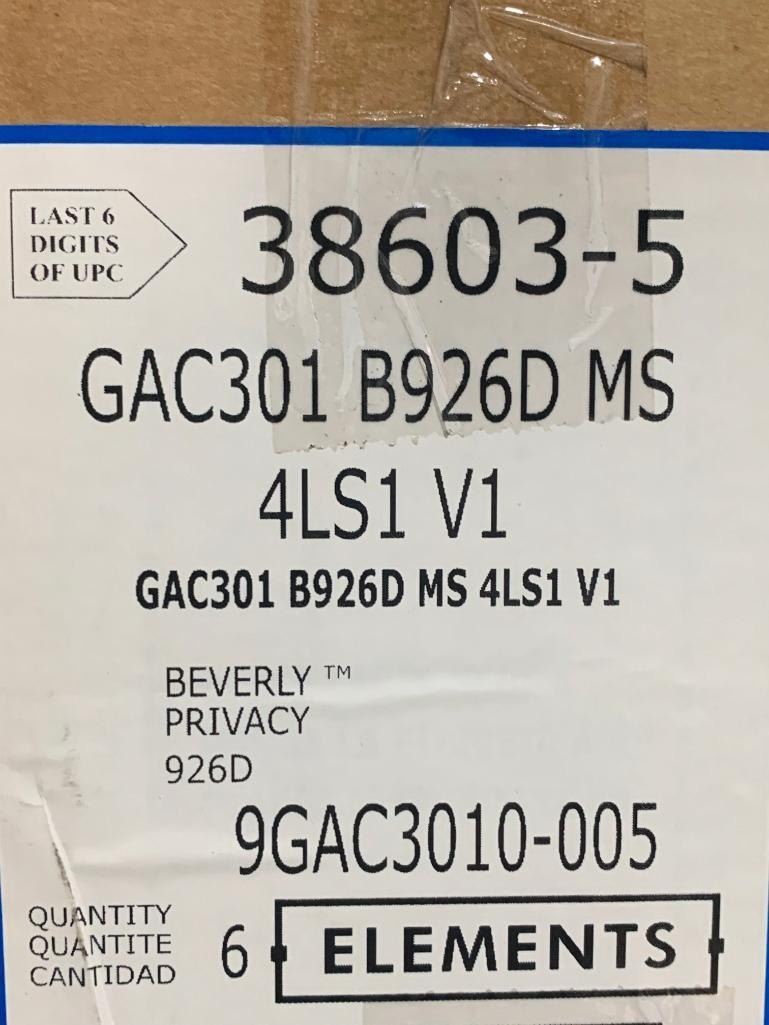 LAST 6
DIGITS
OF UPC
38603-5
GAC301 B926D MS
4LS1 V1
GAC301 B926D MS 4LS1 V1
BEVERLY ™
PRIVACY
926D
9GAC3010-005
QUANTITY
QUANTITE
CANTIDAD
6
ELEMENTS